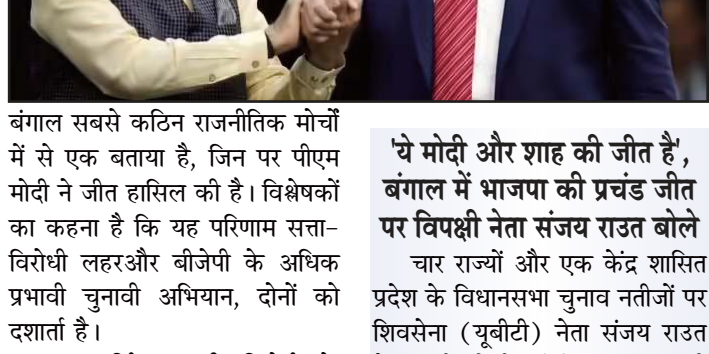 बंगाल सबसे कठिन राजनीतिक मोर्चों
में से एक बताया है, जिन पर पीएम
मोदी ने जीत हासिल की है। विश्लेषकों
का कहना है कि यह परिणाम सत्ता-
विरोधी लहरऔर बीजेपी के अधिक
प्रभावी चुनावी अभियान, दोनों को
दशार्ता है।
'ये मोदी और शाह की जीत है',
बंगाल में भाजपा की प्रचंड जीत
पर विपक्षी नेता संजय राउत बोले
चार राज्यों और एक केंद्र शासित
प्रदेश के विधानसभा चुनाव नतीजों पर
शिवसेना (यूबीटी) नेता संजय राउत